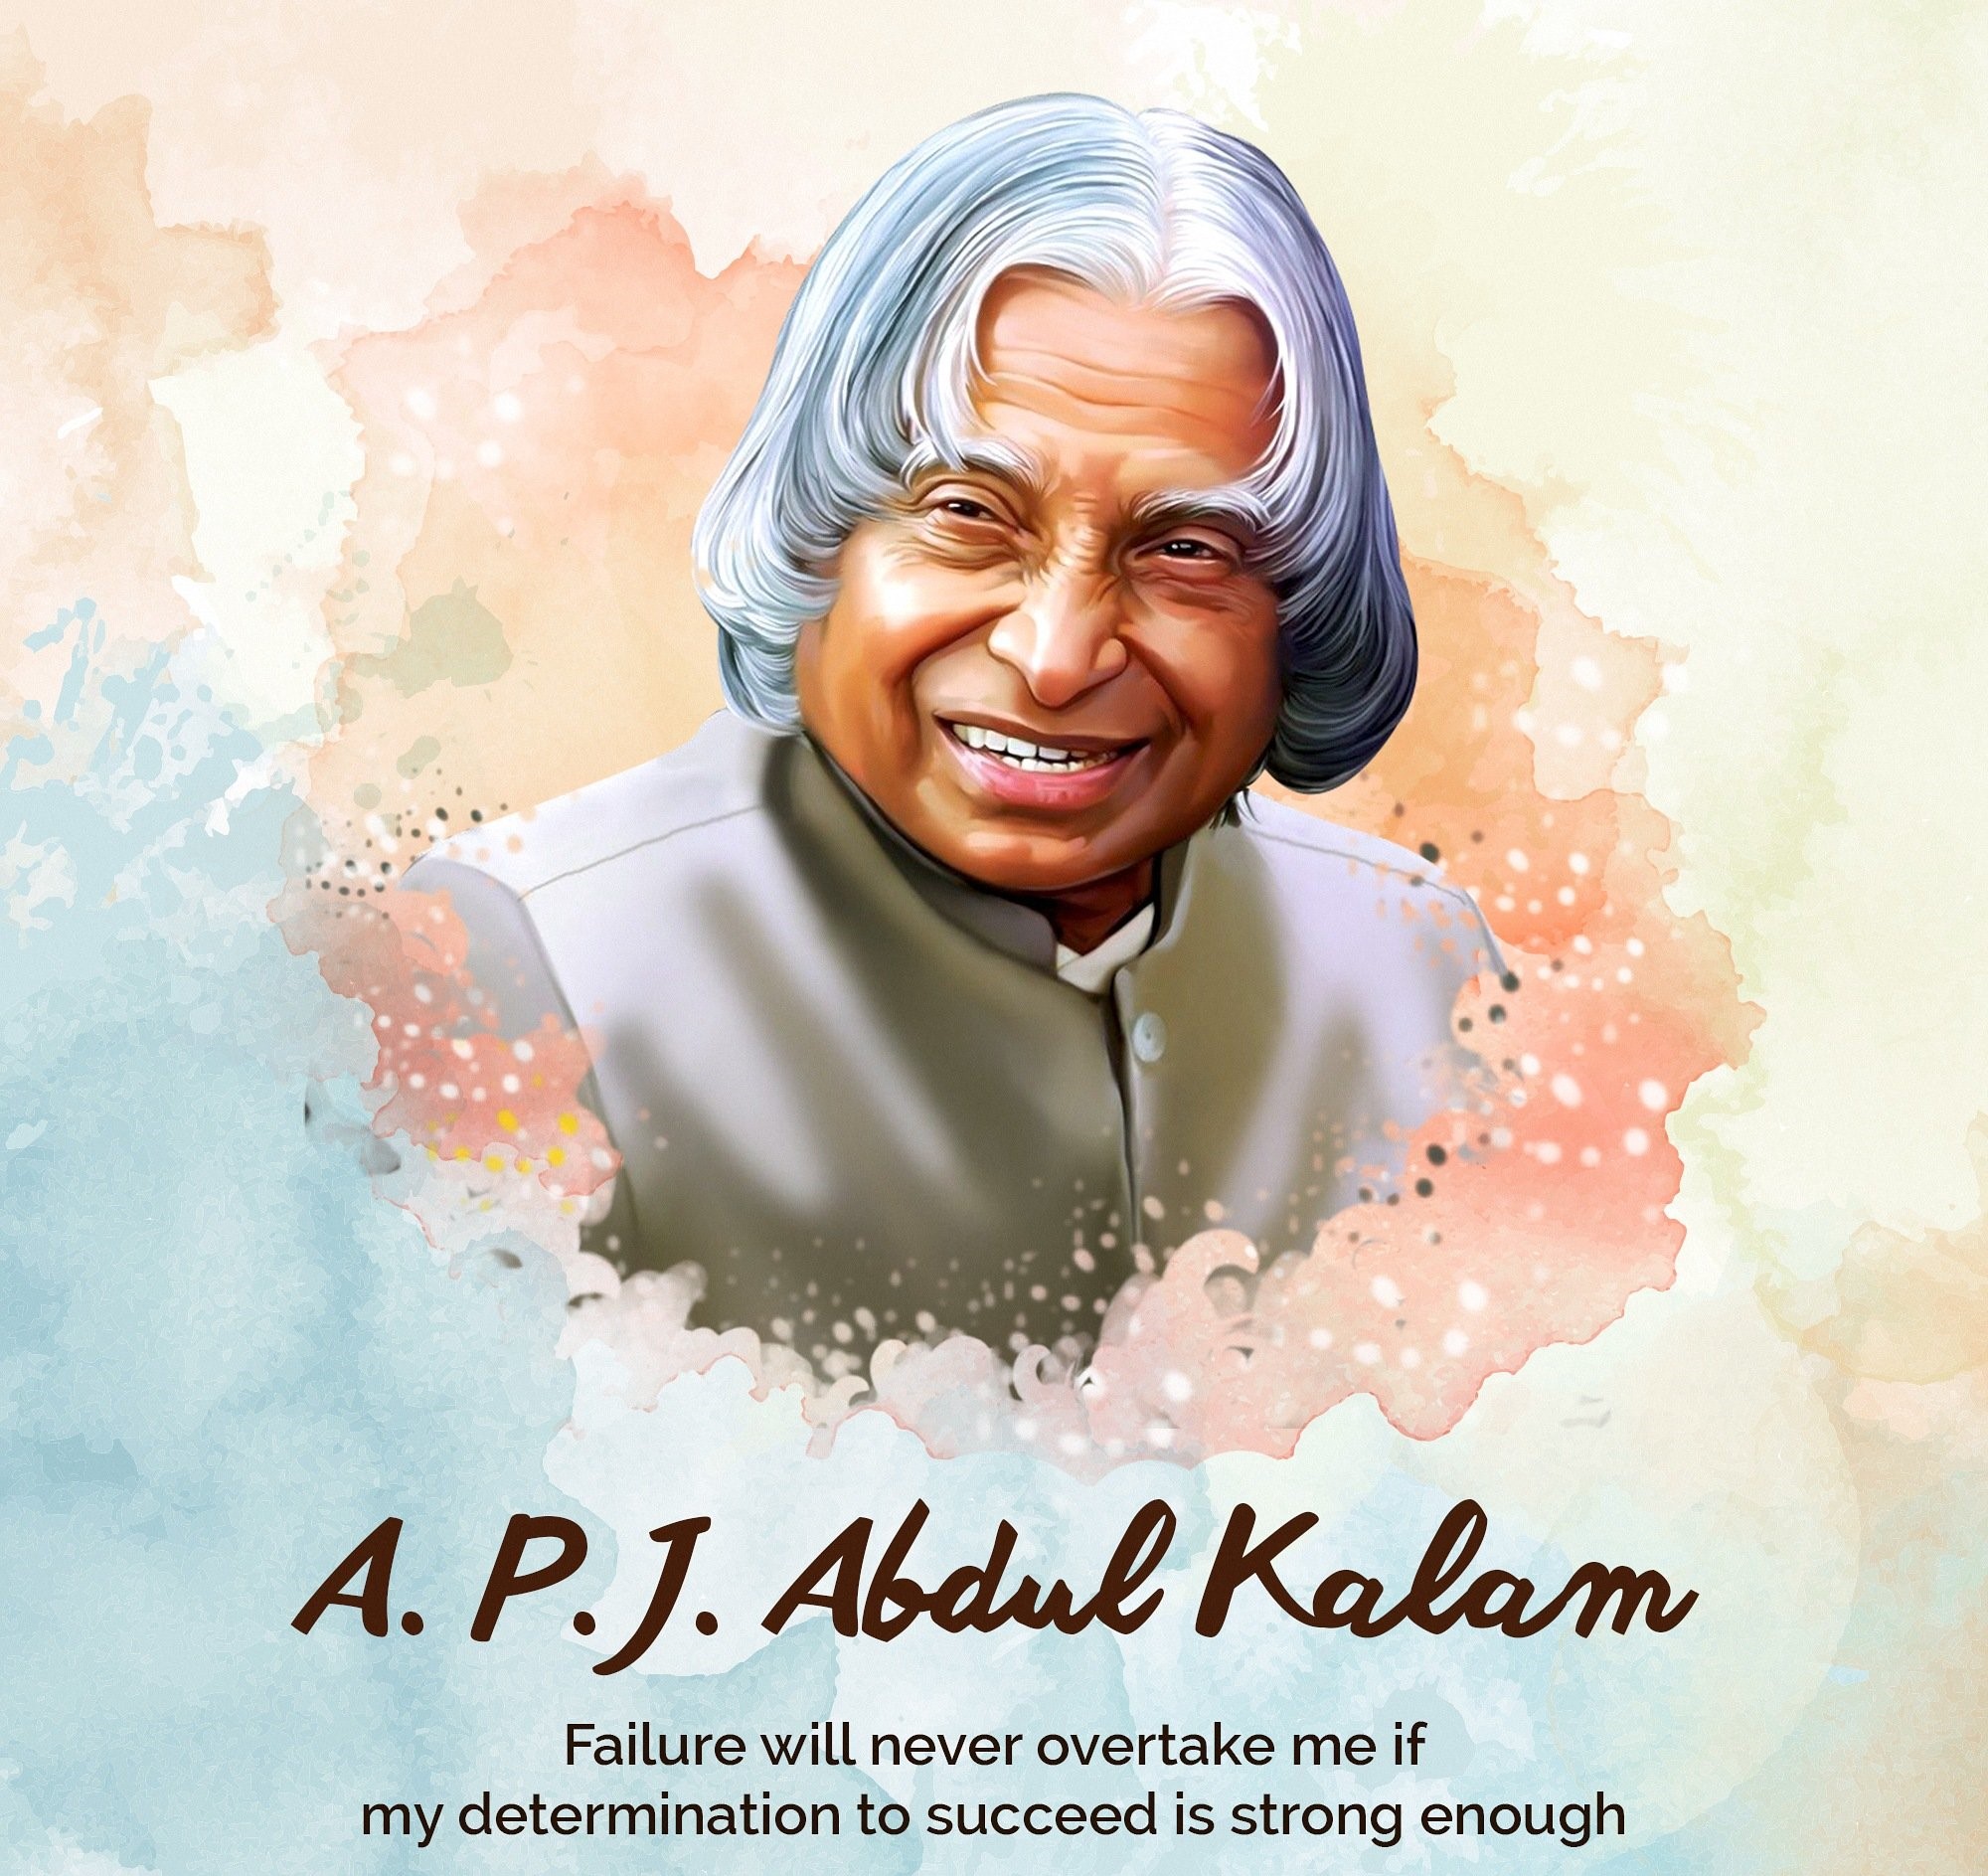 A. P. J. Abdul Kalam
Failure will never overtake me if
my determination to succeed is strong enough